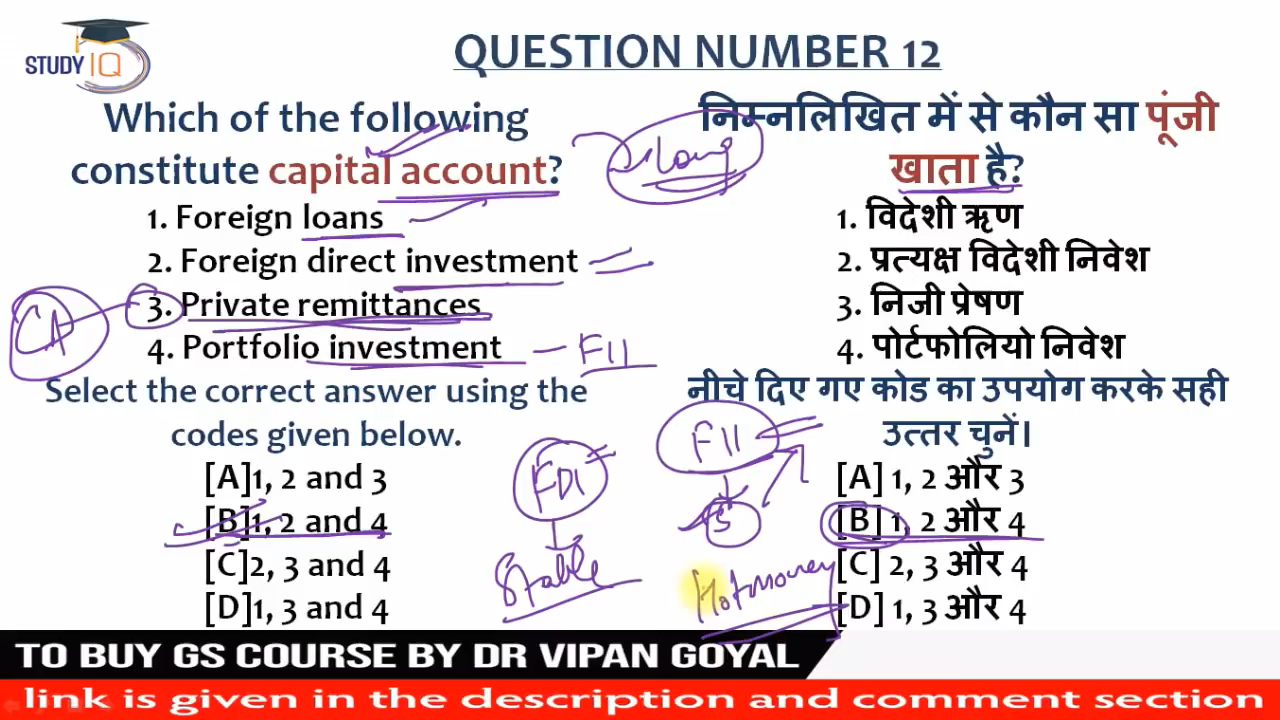 STUDY IQ
QUESTION NUMBER 12
Which of the following
constitute capital account?
1. Foreign loans
2. Foreign direct investment
3. Private remittances
4. Portfolio investment
Select the correct answer using the
codes given below.
[A]1, 2 and 3
[B]1, 2 and 4
[C]2, 3 and 4
[D]1, 3 and 4
CA
FII
FDI
Stable
long
FII
S
Hotmoney
निम्नलिखित में से कौन सा पूंजी
खाता है?
1. विदेशी ऋण
2. प्रत्यक्ष विदेशी निवेश
3. निजी प्रेषण
4. पोर्टफोलियो निवेश
नीचे दिए गए कोड का उपयोग करके सही
उत्तर चुनें।
[A] 1, 2 और 3
[B] 1, 2 और 4
[C] 2, 3 और 4
[D] 1, 3 और 4
TO BUY GS COURSE BY DR VIPAN GOYAL
link is given in the description and comment section